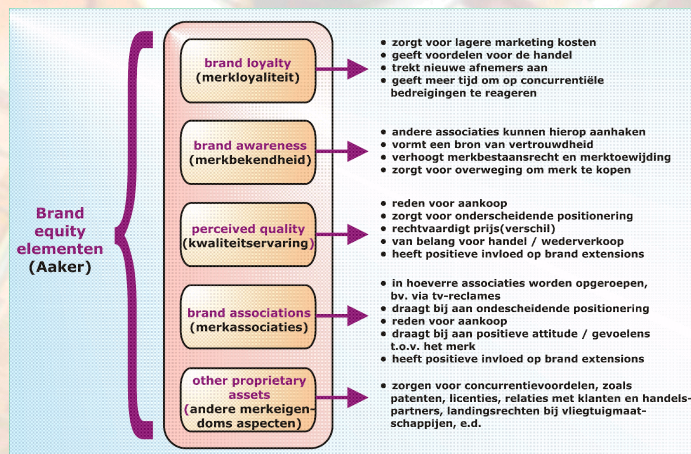 Brand
equity
elementen
(Aaker)
brand loyalty
(merkloyaliteit)
• zorgt voor lagere marketing kosten
• geeft voordelen voor de handel
• trekt nieuwe afnemers aan
• geeft meer tijd om op concurrentiële
bedreigingen te reageren
brand awareness
(merkbekendheid)
• andere associaties kunnen hierop aanhaken
• vormt een bron van vertrouwdheid
• verhoogt merkbestaansrecht en merktoewijding
• zorgt voor overweging om merk te kopen
perceived quality
(kwaliteitservaring)
• reden voor aankoop
• zorgt voor onderscheidende positionering
• rechtvaardigt prijs(verschil)
• van belang voor handel / wederverkoop
• heeft positieve invloed op brand extensions
brand associations
(merkassociaties)
• in hoeverre associaties worden opgeroepen,
bv. via tv-reclames
• draagt bij aan ondescheidende positionering
• reden voor aankoop
• draagt bij aan positieve attitude / gevoelens
t.o.v. het merk
• heeft positieve invloed op brand extensions
other proprietary
assets
(andere merkeigen-
doms aspecten)
• zorgen voor concurrentievoordelen, zoals
patenten, licenties, relaties met klanten en handels-
partners, landingsrechten bij vliegtuigmaat-
schappijen, e.d.